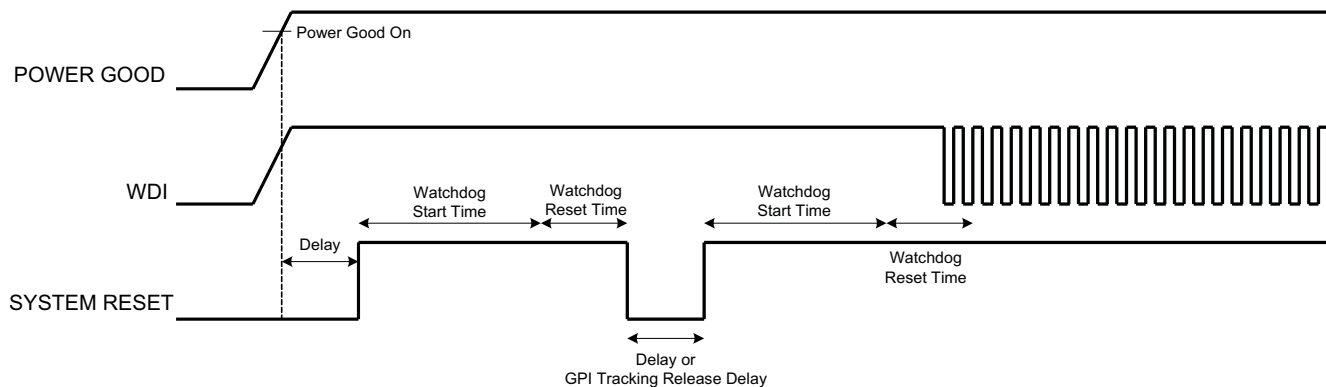 Power Good On
POWER GOOD
WDI
Watchdog
Start Time
Watchdog
Reset Time
Watchdog
Start Time
Delay
Watchdog
Reset Time
SYSTEM RESET
Delay or
GPI Tracking Release Delay